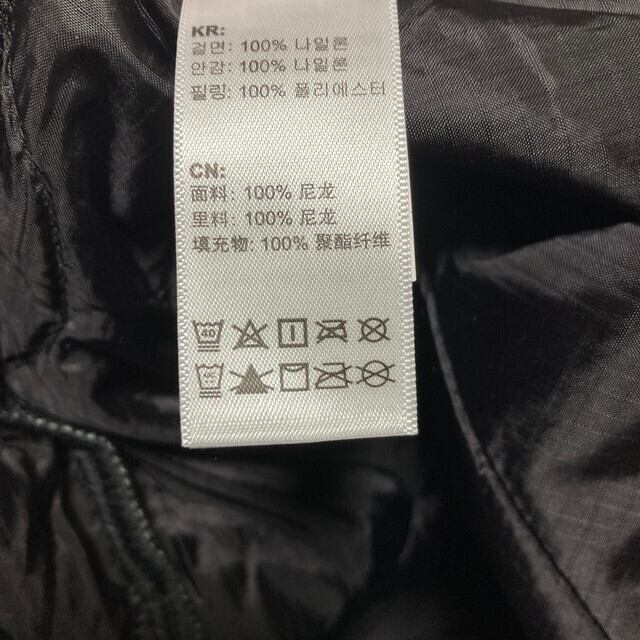 KR:
겉면: 100% 나일론
안감: 100% 나일론
필링: 100% 폴리에스터
CN:
面料: 100% 尼龙
里料: 100% 尼龙
填充物: 100% 聚酯纤维